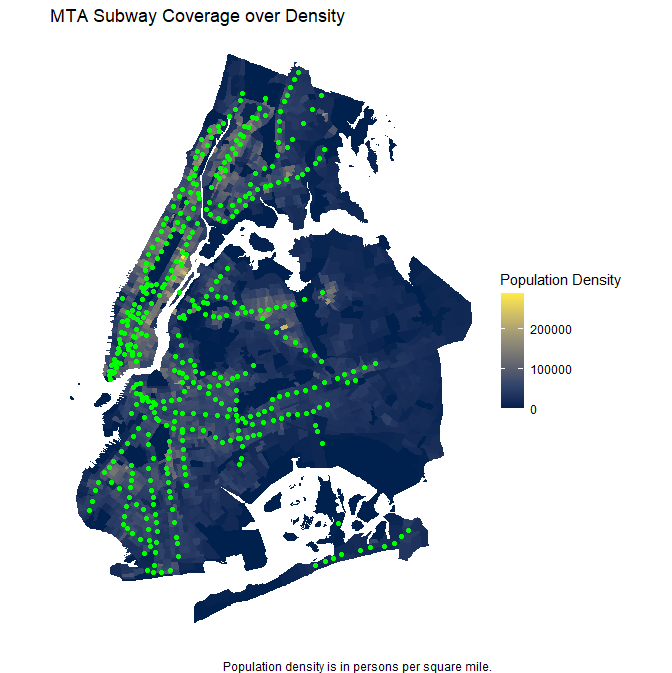 MTA Subway Coverage over Density
Population Density
200000
100000
0
Population density is in persons per square mile.